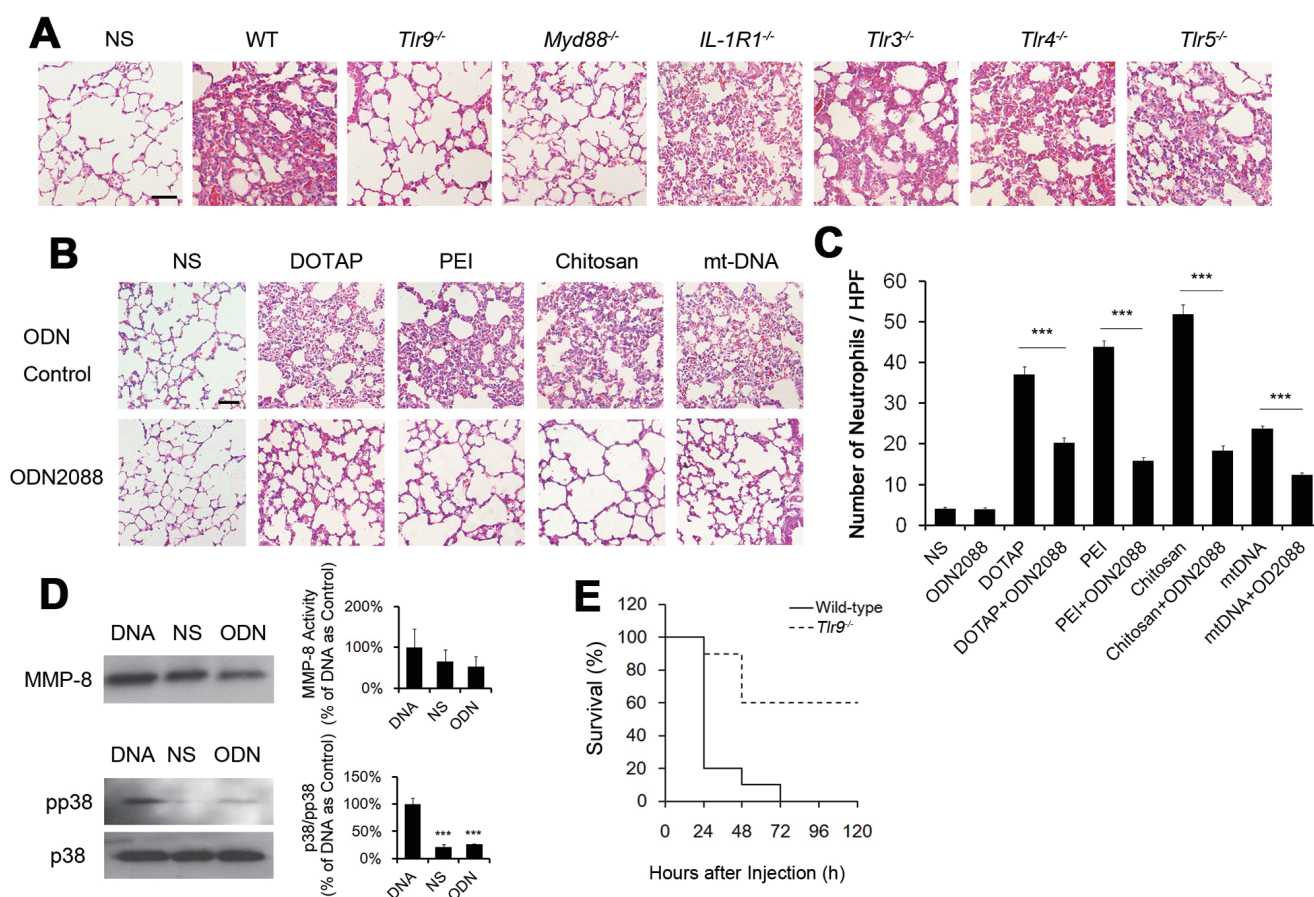 A
NS
WT
Tlr9-/-
Myd88-/-
IL-1R1-/-
Tlr3-/-
Tlr4-/-
Tlr5-/-
B
NS
DOTAP
PEI
Chitosan
mt-DNA
ODN
Control
ODN2088
C
Number of Neutrophils / HPF
60
50
40
30
20
10
0
***
***
***
***
NS
ODN2088
DOTAP
DOTAP+ODN2088
PEI
PEI+ODN2088
Chitosan
Chitosan+ODN2088
mtDNA
mtDNA+OD2088
D
DNA NS ODN
MMP-8
MMP-8 Activity
(% of DNA as Control)
200%
100%
0%
DNA
NS
ODN
DNA NS ODN
pp38
p38
p38/pp38
(% of DNA as Control)
150%
100%
50%
0%
*** ***
DNA
NS
ODN
E
Survival (%)
120
100
80
60
40
20
0
Wild-type
Tlr9-/-
0 24 48 72 96 120
Hours after Injection (h)